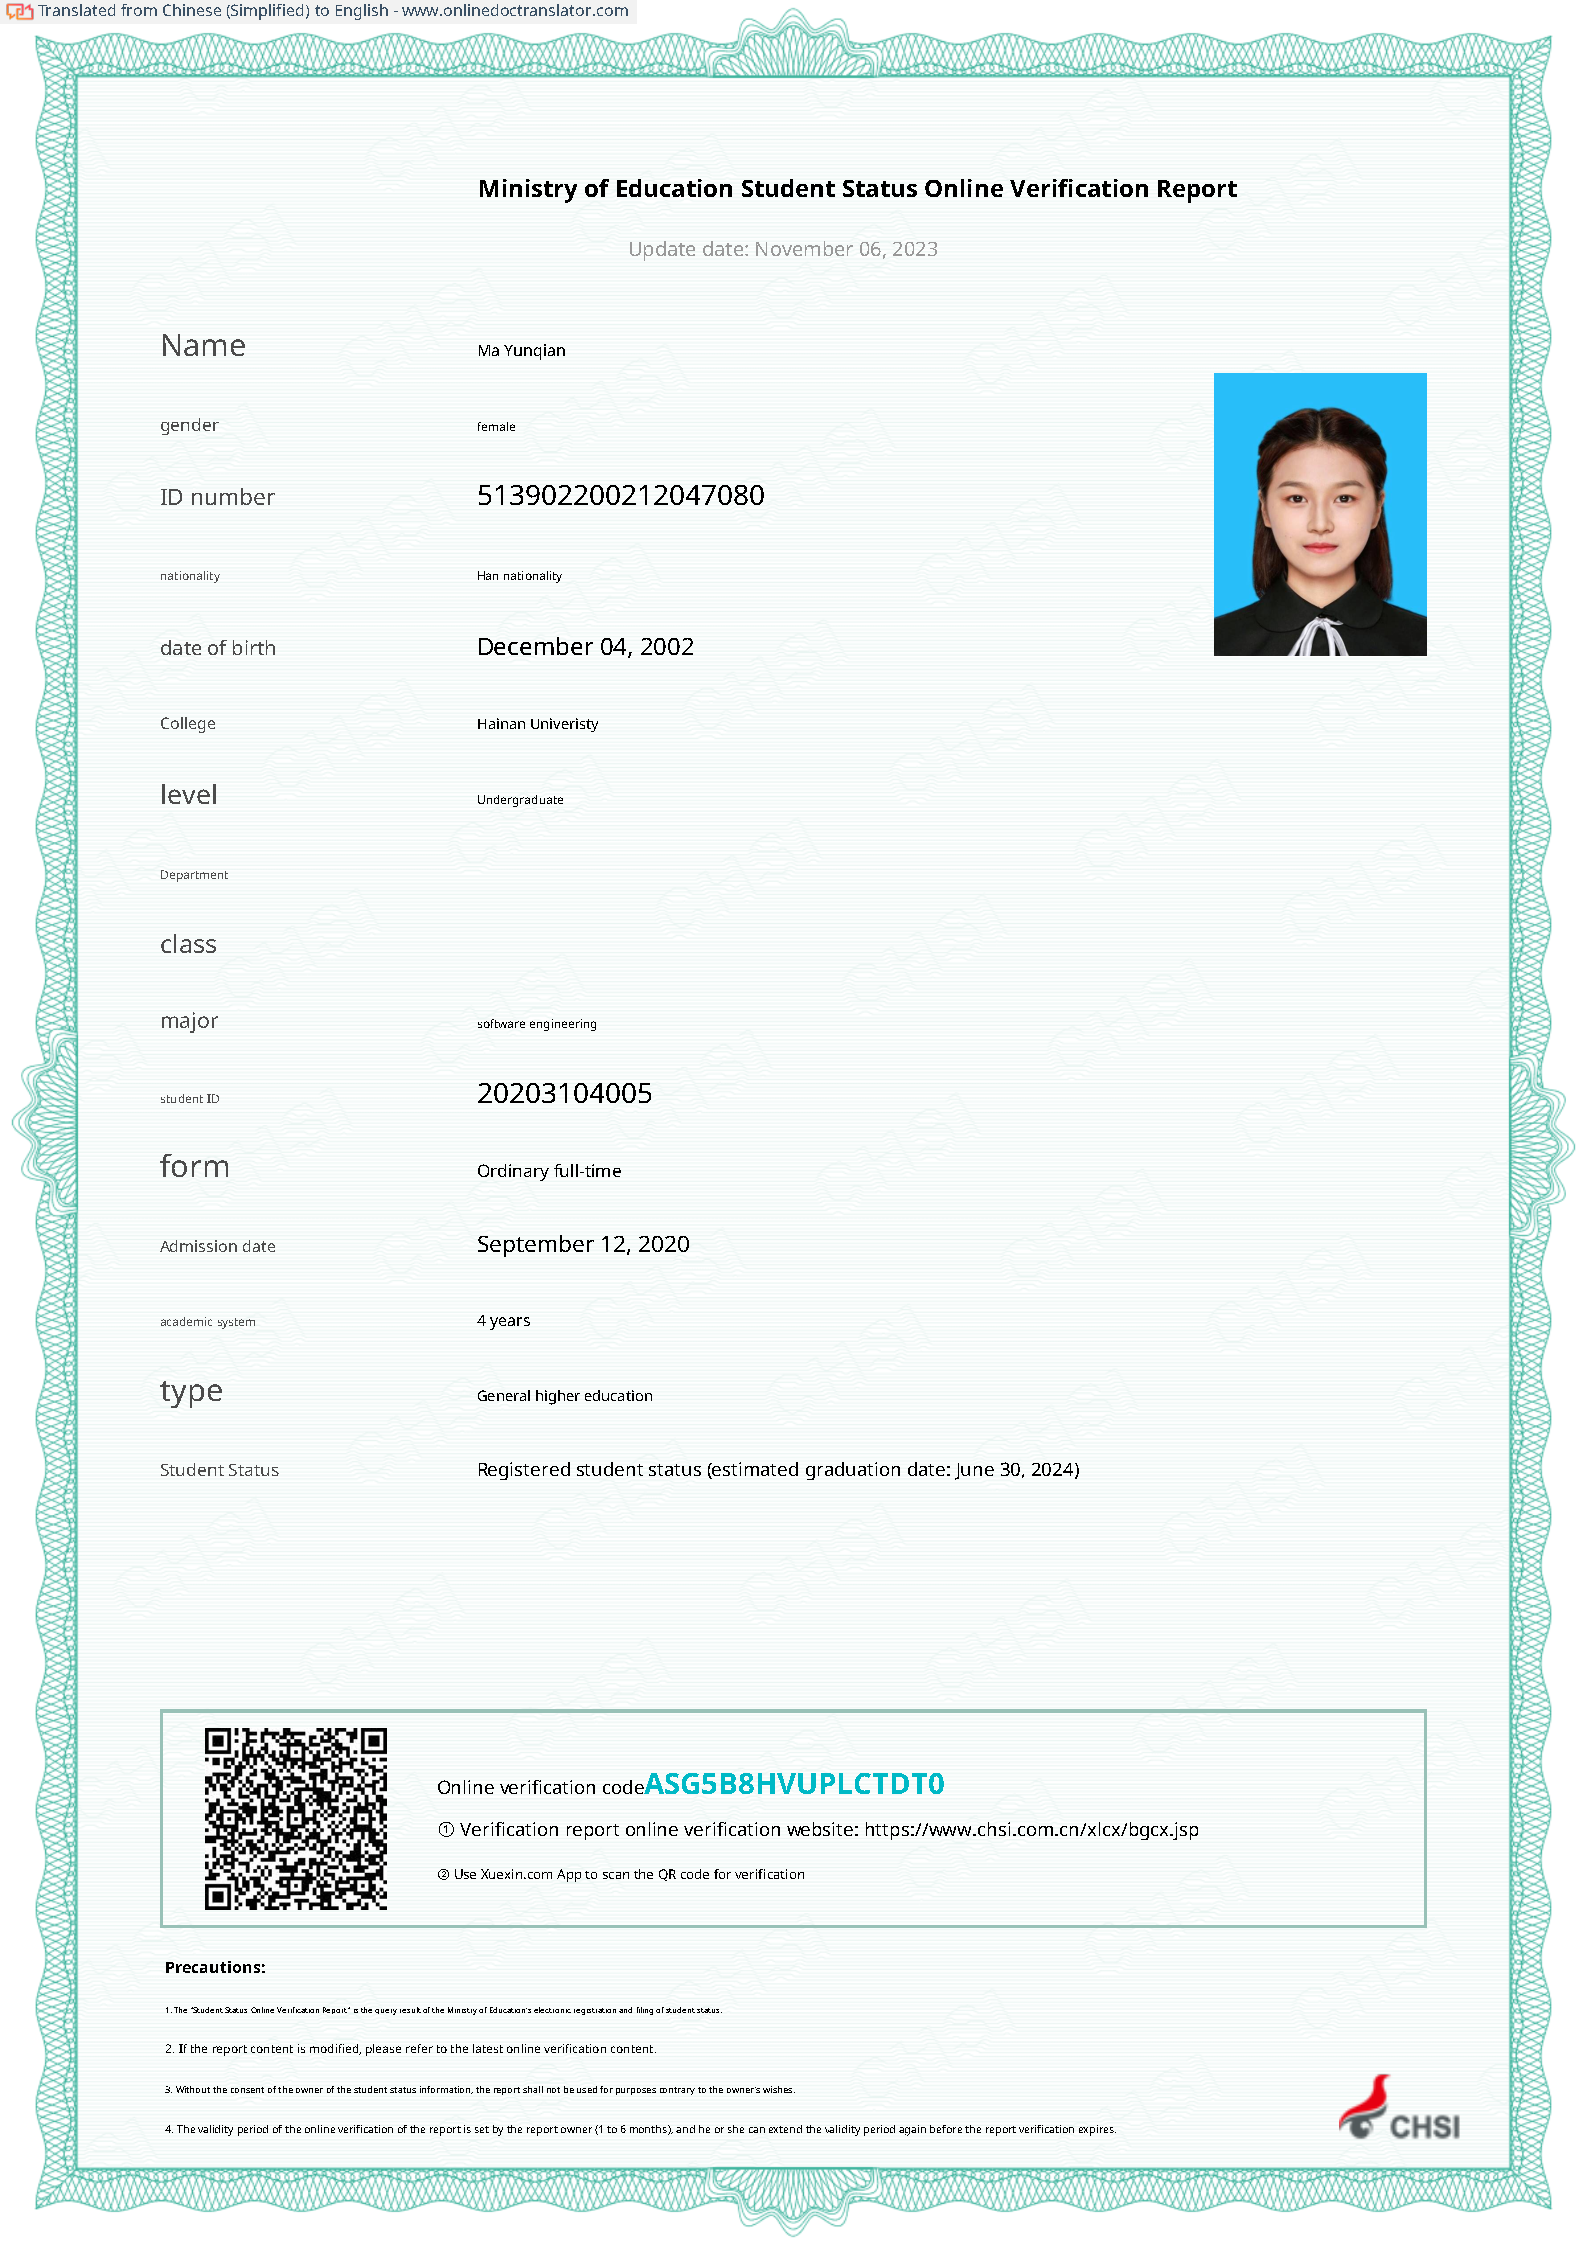 Translated from Chinese (Simplified) to English - www.onlinedoctranslator.com
Ministry of Education Student Status Online Verification Report
Update date: November 06, 2023
Name Ma Yunqian
gender female
ID number 513902200212047080
nationality Han nationality
date of birth December 04, 2002
College Hainan Univeristy
level Undergraduate
Department
class
major software engineering
student ID 20203104005
form Ordinary full-time
Admission date September 12, 2020
academic system 4 years
type General higher education
Student Status Registered student status (estimated graduation date: June 30, 2024)
Online verification codeASG5B8HVUPLCTDT0
① Verification report online verification website: https://www.chsi.com.cn/xlcx/bgcx.jsp
② Use Xuexin.com App to scan the QR code for verification
Precautions:
1. The "Student Status Online Verification Report" is the query result of the Ministry of Education's electronic registration and filing of student status.
2. If the report content is modified, please refer to the latest online verification content.
3. Without the consent of the owner of the student status information, the report shall not be used for purposes contrary to the owner's wishes.
4. The validity period of the online verification of the report is set by the report owner (1 to 6 months), and he or she can extend the validity period again before the report verification expires.
CHSI